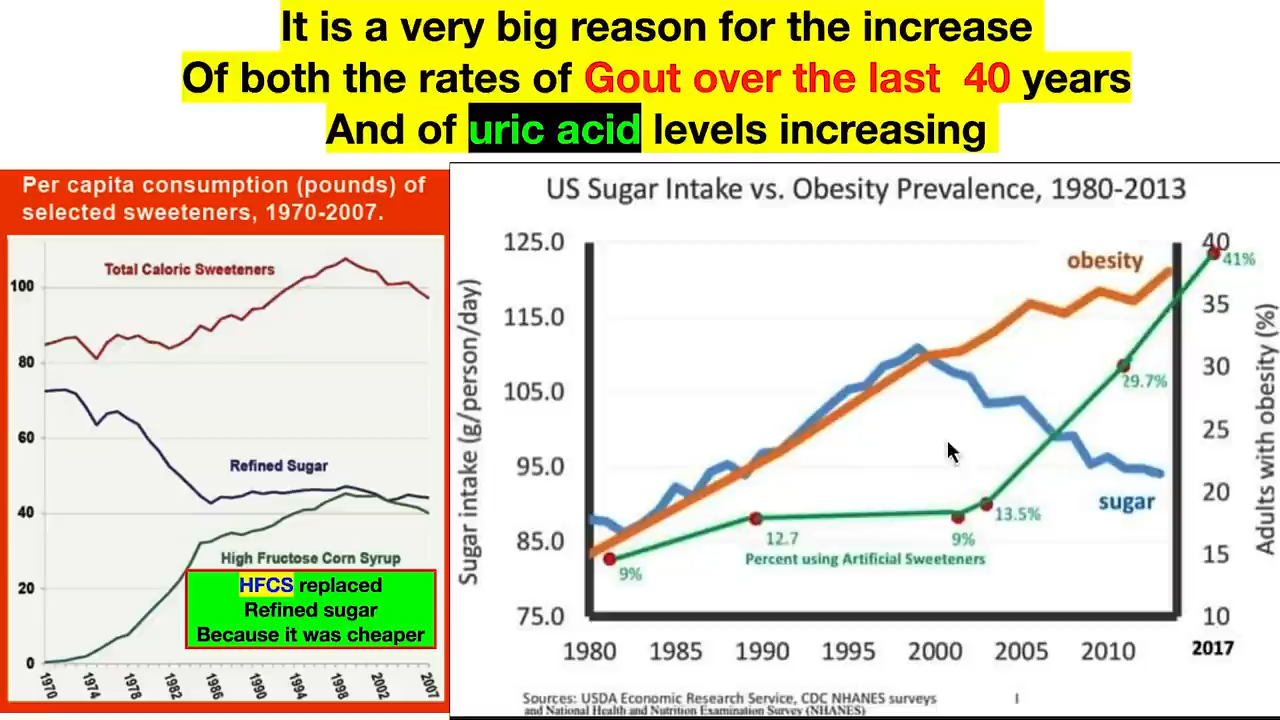 It is a very big reason for the increase
Of both the rates of Gout over the last 40 years
And of uric acid levels increasing
Per capita consumption (pounds) of
selected sweeteners, 1970-2007.
Total Caloric Sweeteners
100
80
60
Refined Sugar
40
High Fructose Corn Syrup
20
HFCS replaced
Refined sugar
Because it was cheaper
0
1970
1974
1978
1982
1986
1990
1994
1998
2002
2007
US Sugar Intake vs. Obesity Prevalence, 1980-2013
Sugar intake (g/person/day)
125.0
115.0
105.0
95.0
85.0
75.0
obesity
sugar
9%
12.7
Percent using Artificial Sweeteners
9%
13.5%
29.7%
41%
40
35
30
25
20
15
10
Adults with obesity (%)
1980
1985
1990
1995
2000
2005
2010
2017
Sources: USDA Economic Research Service, CDC NHANES surveys
and National Health and Nutrition Examination Survey (NHANES)